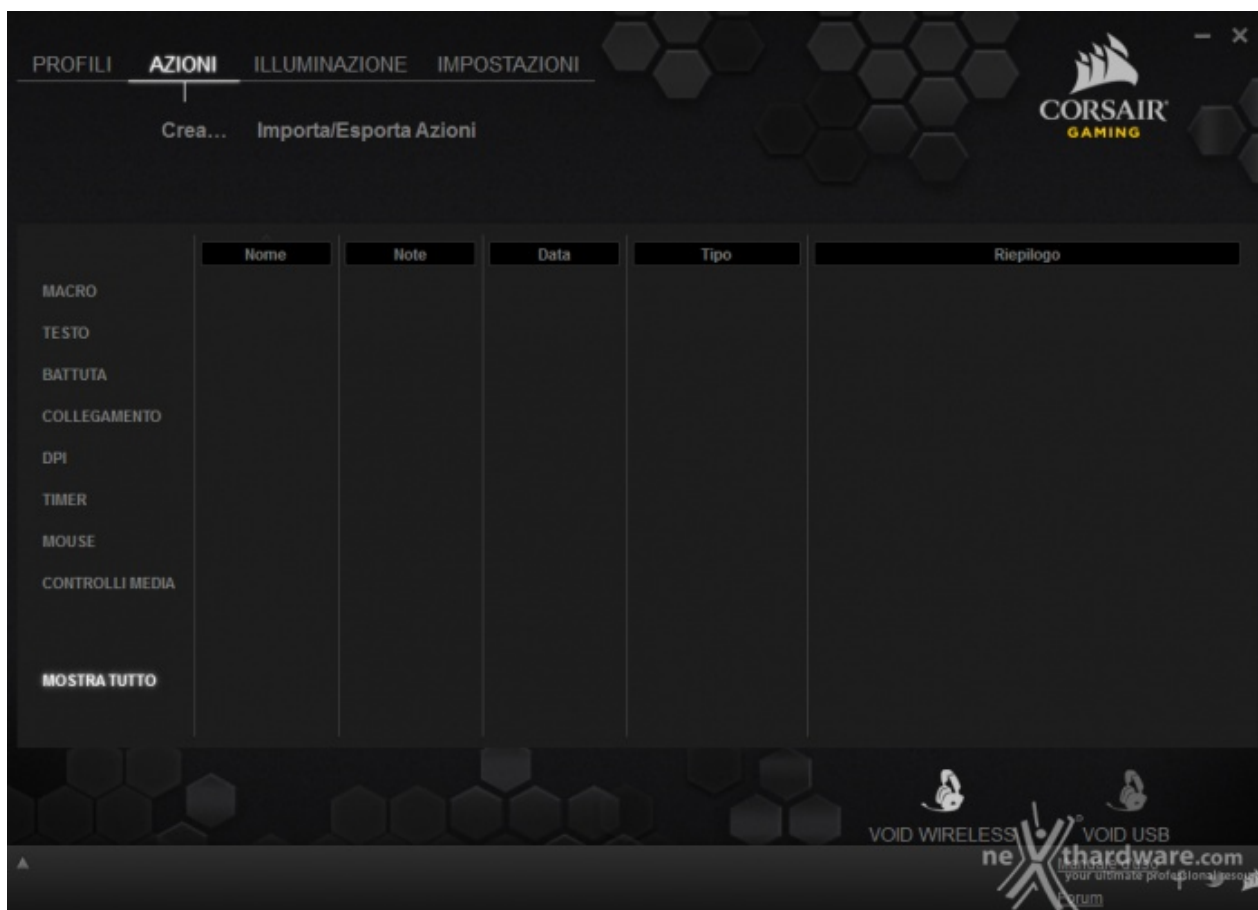 PROFILI AZIONI ILLUMINAZIONE IMPOSTAZIONI
Crea... Importa/Esporta Azioni
CORSAIR
GAMING
Nome Note Data Tipo Riepilogo
MACRO
TESTO
BATTUTA
COLLEGAMENTO
DPI
TIMER
MOUSE
CONTROLLI MEDIA
MOSTRA TUTTO
VOID WIRELESS VOID USB
nexthardware.com
your ultimate professional
Forum